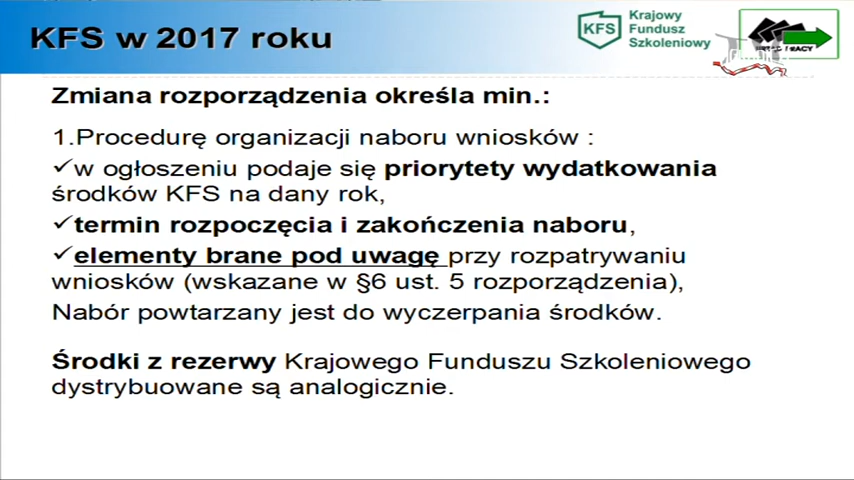 KFS w 2017 roku
KFS
Krajowy
Fundusz
Szkoleniowy
Zmiana rozporządzenia określa min.:
1.Procedurę organizacji naboru wniosków :
✓w ogłoszeniu podaje się priorytety wydatkowania
środków KFS na dany rok,
✓termin rozpoczęcia i zakończenia naboru,
✓elementy brane pod uwagę przy rozpatrywaniu
wniosków (wskazane w §6 ust. 5 rozporządzenia),
Nabór powtarzany jest do wyczerpania środków.
Środki z rezerwy Krajowego Funduszu Szkoleniowego
dystrybuowane są analogicznie.